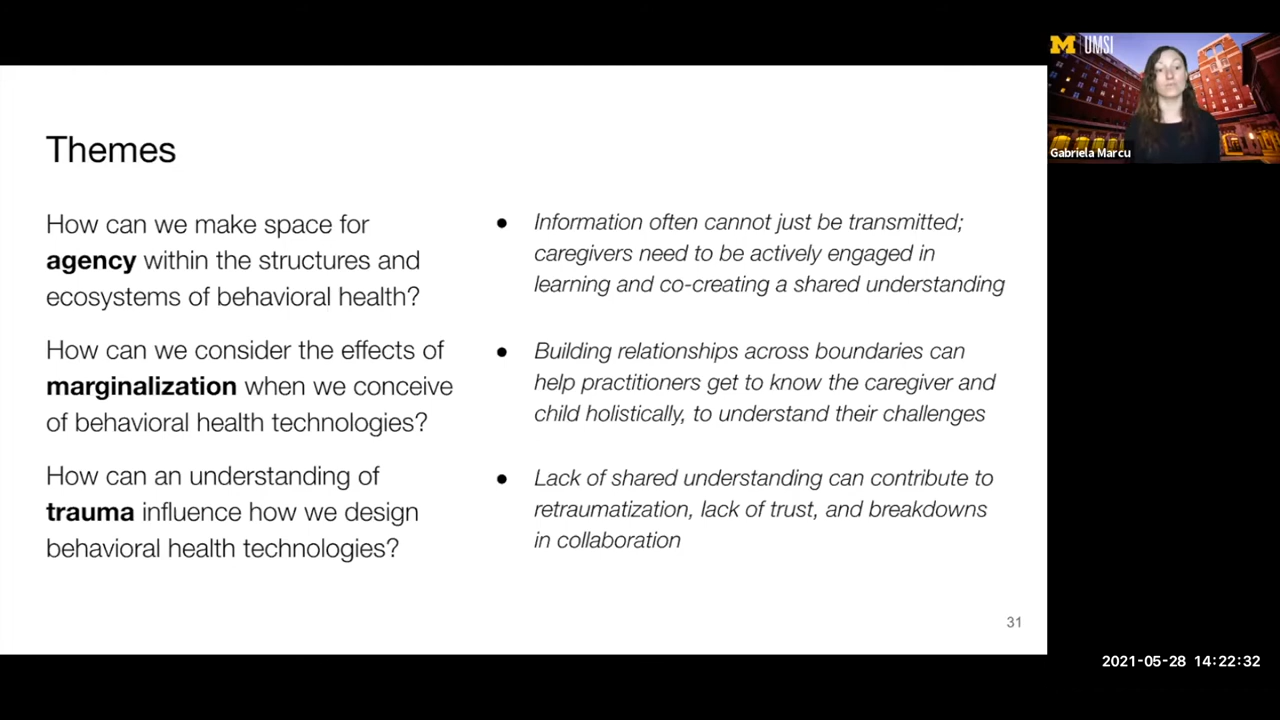 Themes
How can we make space for
agency within the structures and
ecosystems of behavioral health?
● Information often cannot just be transmitted;
caregivers need to be actively engaged in
learning and co-creating a shared understanding
How can we consider the effects of
marginalization when we conceive
of behavioral health technologies?
● Building relationships across boundaries can
help practitioners get to know the caregiver and
child holistically, to understand their challenges
How can an understanding of
trauma influence how we design
behavioral health technologies?
● Lack of shared understanding can contribute to
retraumatization, lack of trust, and breakdowns
in collaboration
31
M | UMSI
Gabriela Marcu
2021-05-28 14:22:32